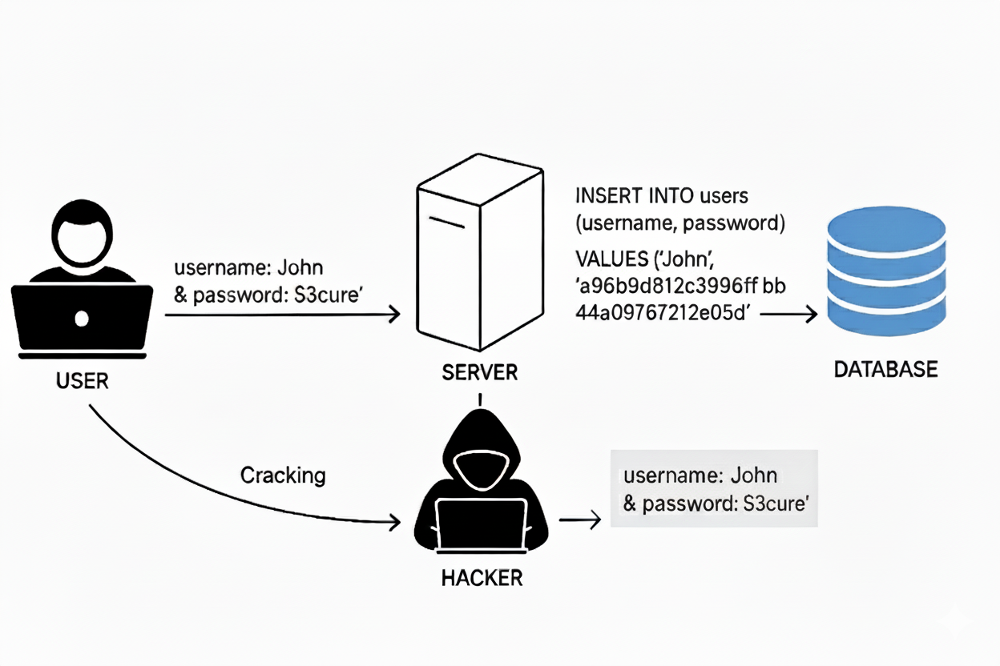 INSERT INTO users
(username, password)
VALUES ('John',
'a96b9d812c3996ff bb
44a09767212e05d'
username: John
& password: S3cure'
USER
SERVER
DATABASE
Cracking
username: John
& password: S3cure'
HACKER